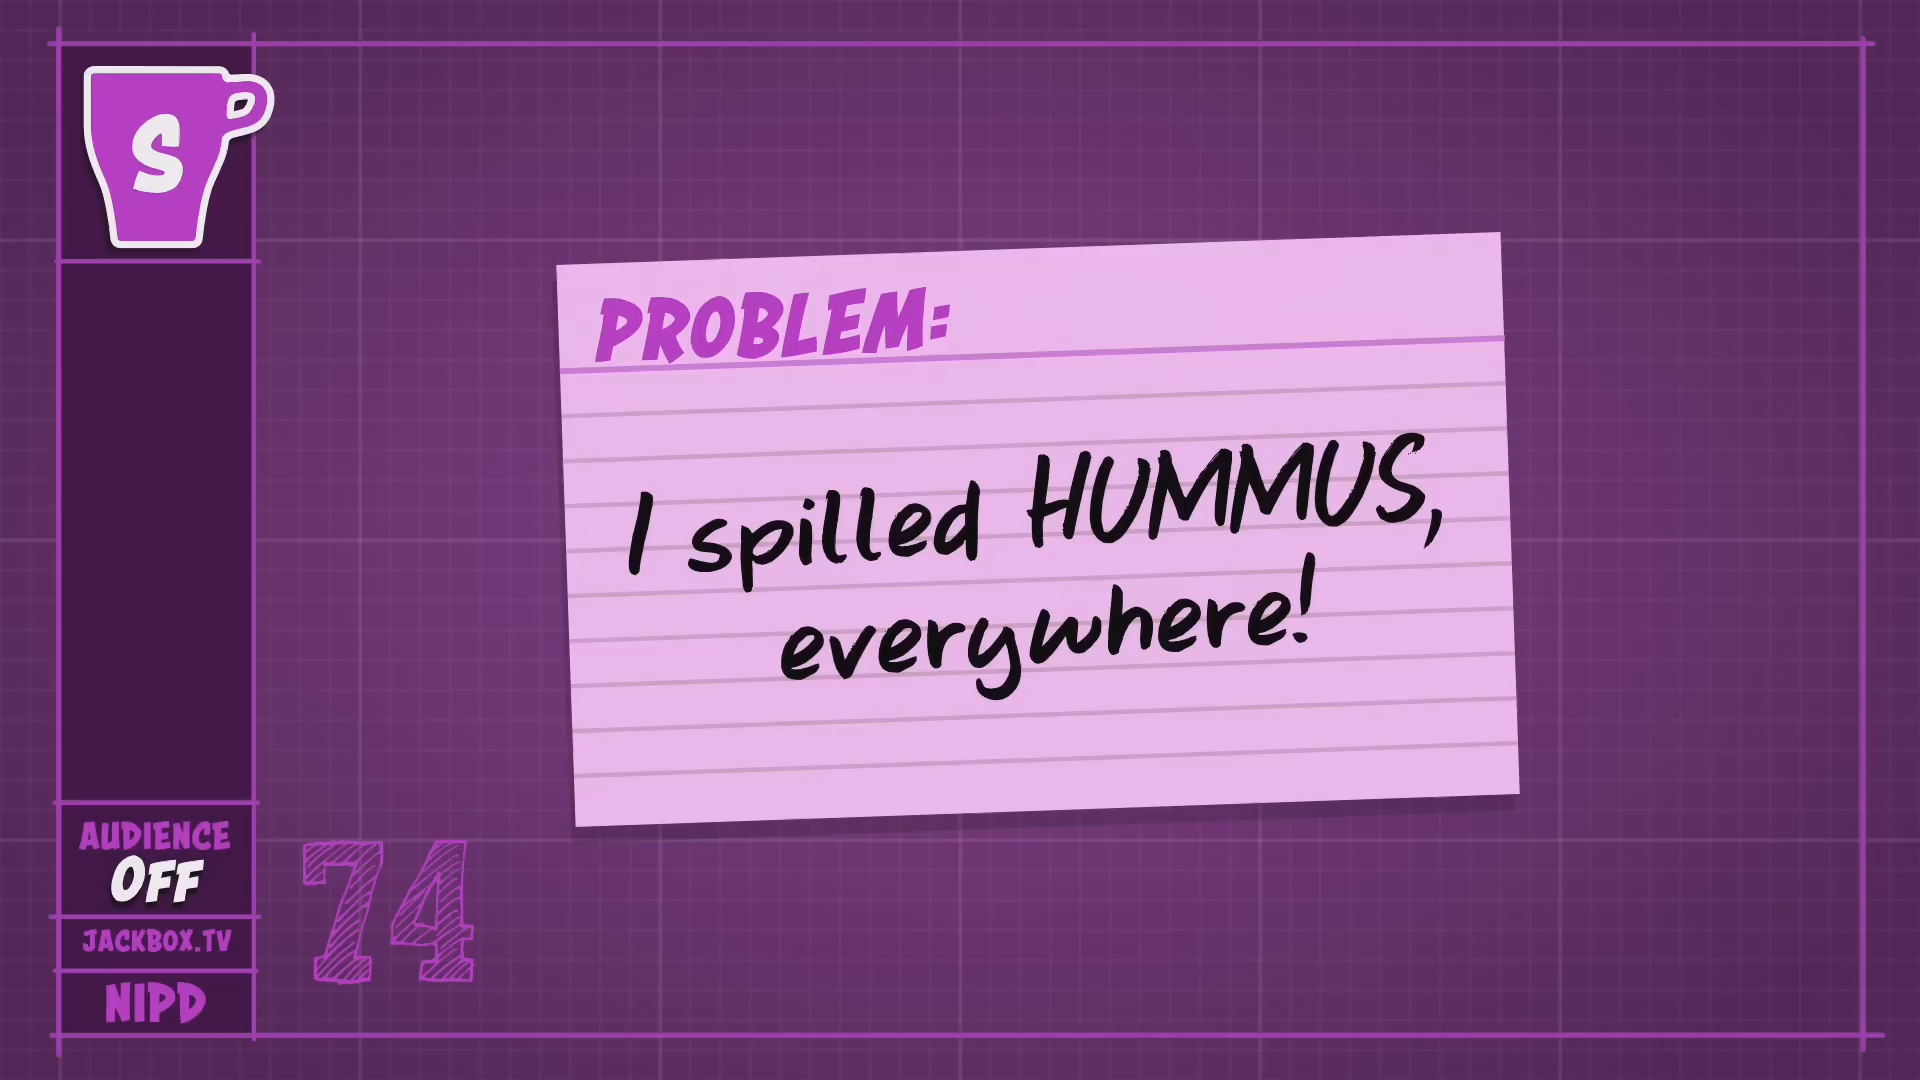 S
PROBLEM:
I spilled HUMMUS,
everywhere!
AUDIENCE
OFF
JACKBOX.TV
NIPD
74